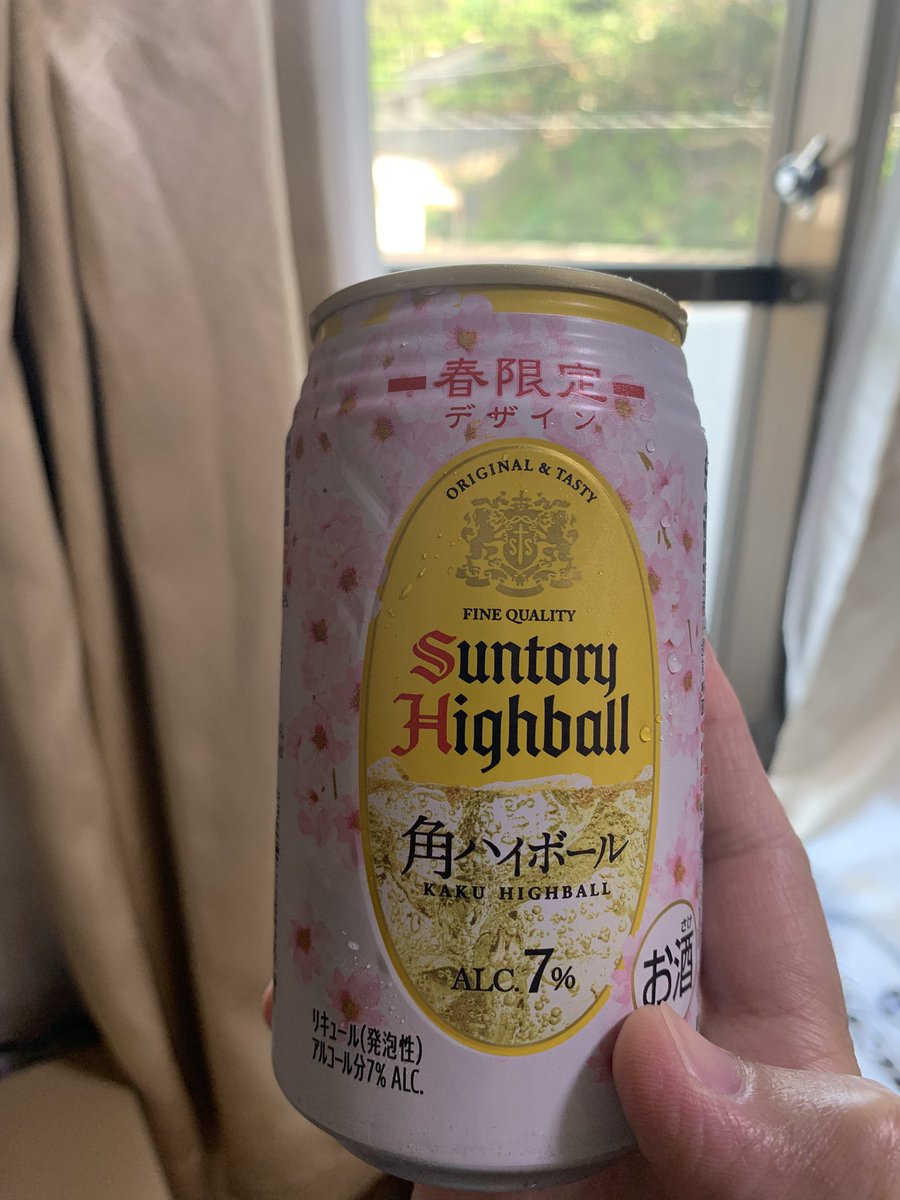 春限定
デザイン
ORIGINAL & TASTY
FINE QUALITY
Suntory
Highball
角ハイボール
KAKU HIGHBALL
ALC. 7%
さけ
お酒
リキュール(発泡性)
アルコール分7% ALC.